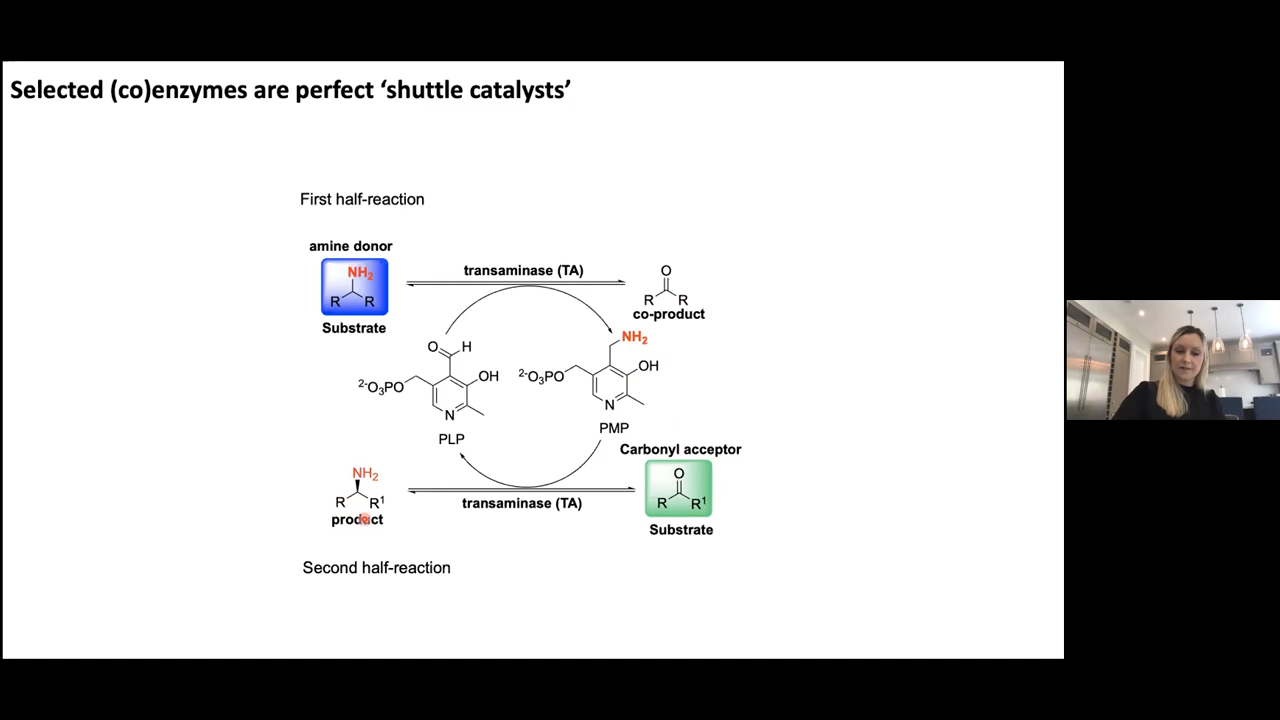 Selected (co)enzymes are perfect ‘shuttle catalysts’
First half-reaction
amine donor
NH2
R R
Substrate
transaminase (TA)
O
R R
co-product
O H
2-O3PO
OH
N
PLP
NH2
2-O3PO
OH
N
PMP
Carbonyl acceptor
O
R R1
Substrate
transaminase (TA)
NH2
R R1
product
Second half-reaction